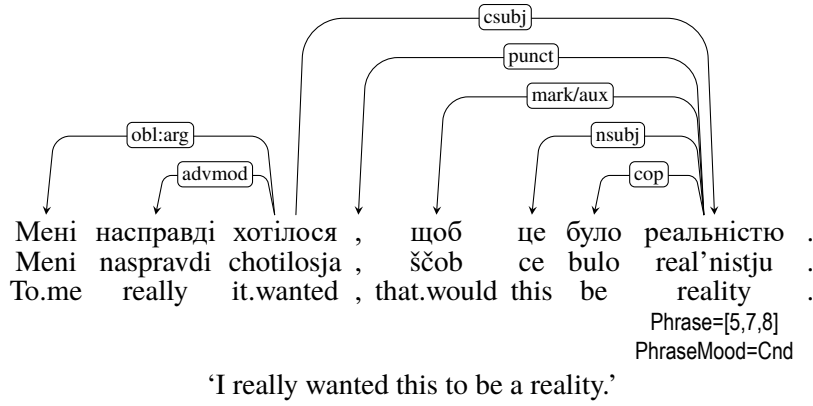 csubj
punct
mark/aux
obl:arg
nsubj
advmod
cop
Мені насправді хотілося , щоб це було реальністю .
Meni naspravdi chotilosja , ščob ce bulo real’nistju .
To.me really it.wanted , that.would this be reality .
Phrase=[5,7,8]
PhraseMood=Cnd
‘I really wanted this to be a reality.’